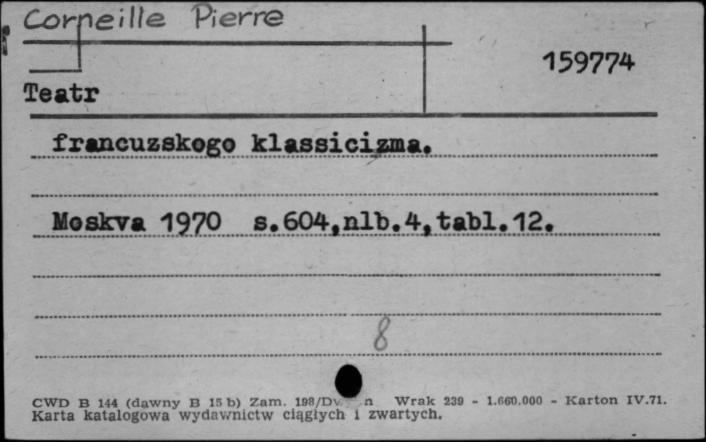 Corneille Pierre
159774
Teatr
francuzskogo klassicizma.
Moskva 1970 s.604,nlb.4,tabl.12.
8
CWD B 144 (dawny B 15 b) Zam. 198/ Wrak 239 - 1.660.000 - Karton IV.71.
Karta katalogowa wydawnictw ciągłych i zwartych.